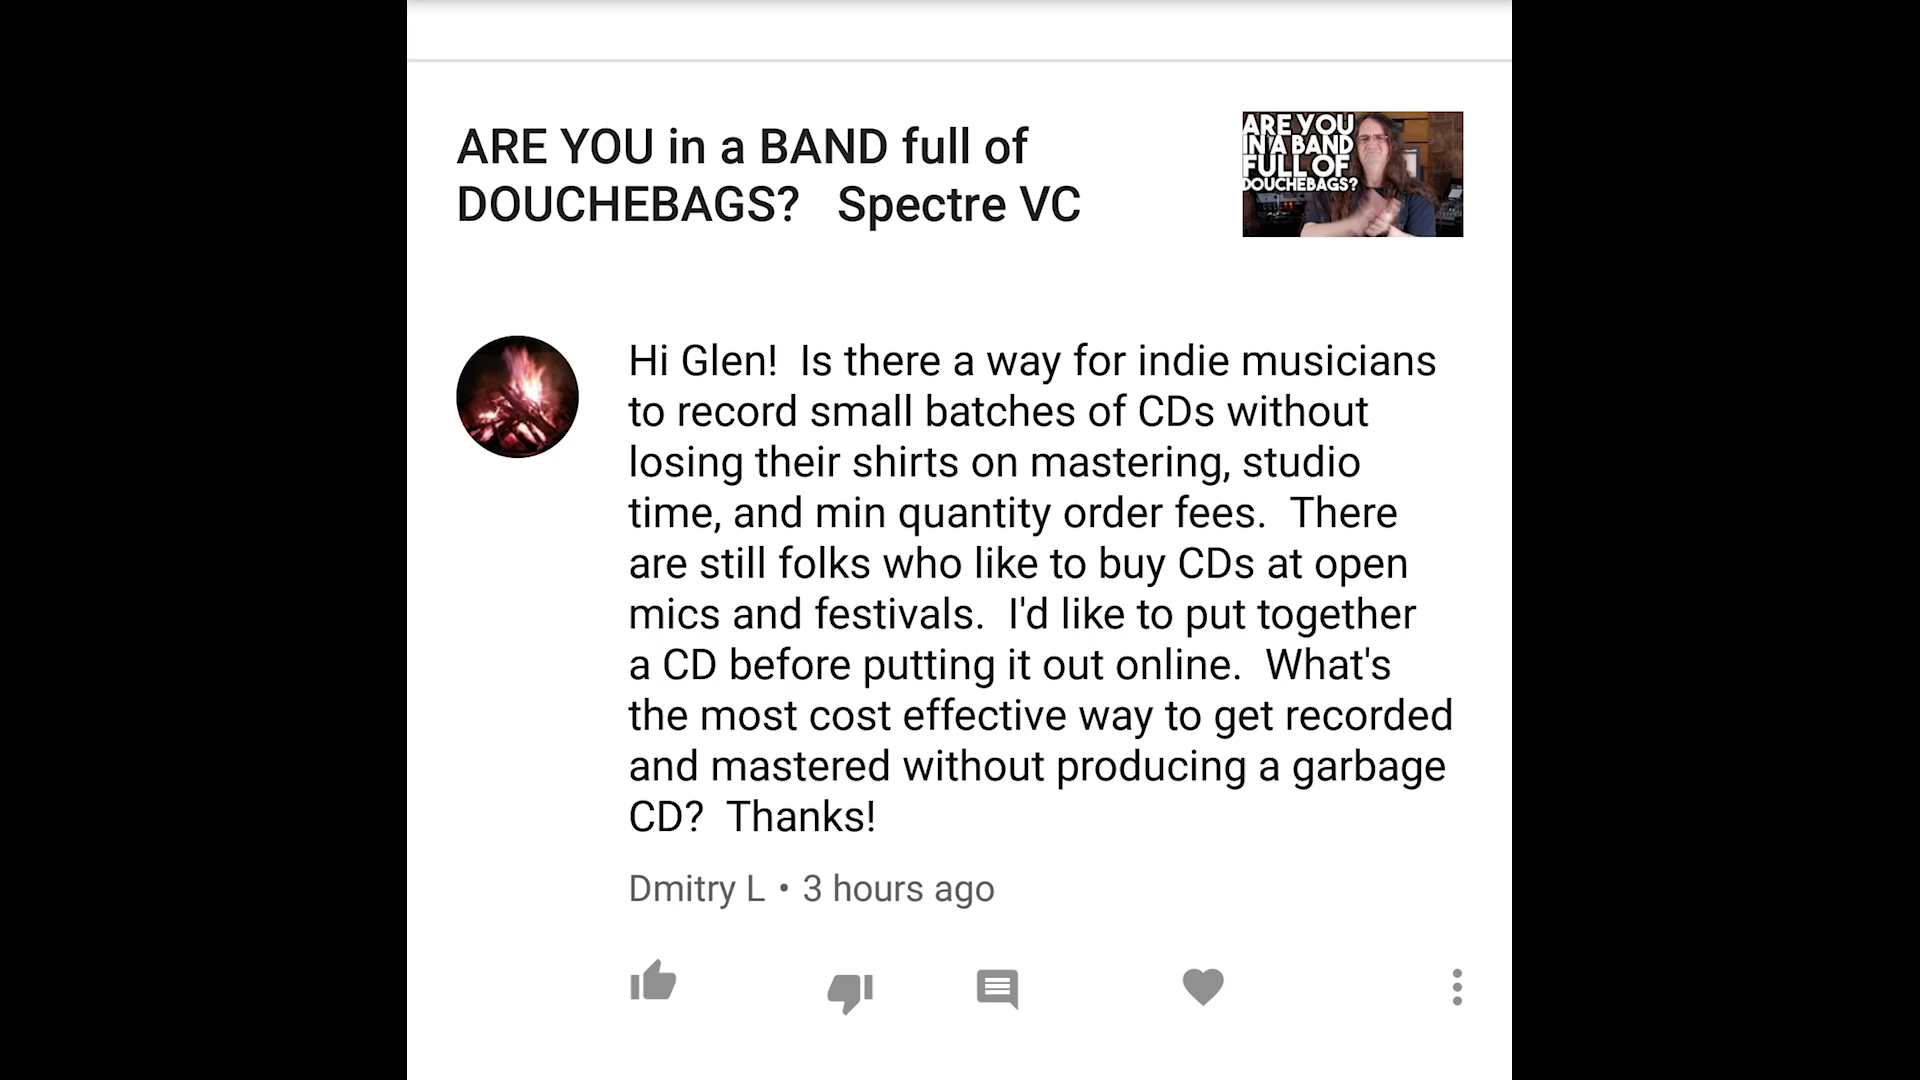 ARE YOU in a BAND full of
DOUCHEBAGS?   Spectre VC
ARE YOU
IN A BAND
FULL OF
DOUCHEBAGS?
Hi Glen!  Is there a way for indie musicians
to record small batches of CDs without
losing their shirts on mastering, studio
time, and min quantity order fees.  There
are still folks who like to buy CDs at open
mics and festivals.  I'd like to put together
a CD before putting it out online.  What's
the most cost effective way to get recorded
and mastered without producing a garbage
CD?  Thanks!
Dmitry L • 3 hours ago